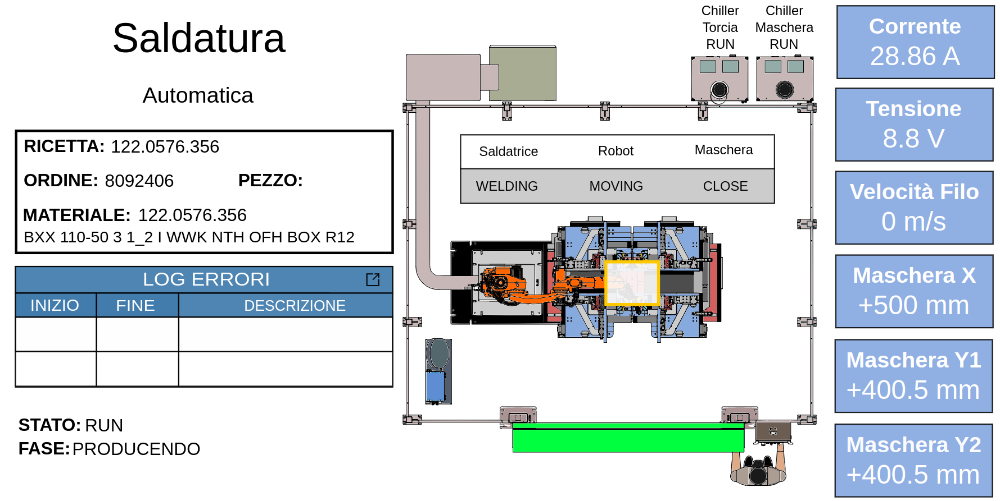 Saldatura
Automatica
RICETTA: 122.0576.356
ORDINE: 8092406 PEZZO:
MATERIALE: 122.0576.356
BXX 110-50 3 1_2 I WWK NTH OFH BOX R12
LOG ERRORI
INIZIO FINE DESCRIZIONE
STATO: RUN
FASE: PRODUCENDO
Chiller
Torcia
RUN
Chiller
Maschera
RUN
Saldatrice Robot Maschera
WELDING MOVING CLOSE
Corrente
28.86 A
Tensione
8.8 V
Velocità Filo
0 m/s
Maschera X
+500 mm
Maschera Y1
+400.5 mm
Maschera Y2
+400.5 mm